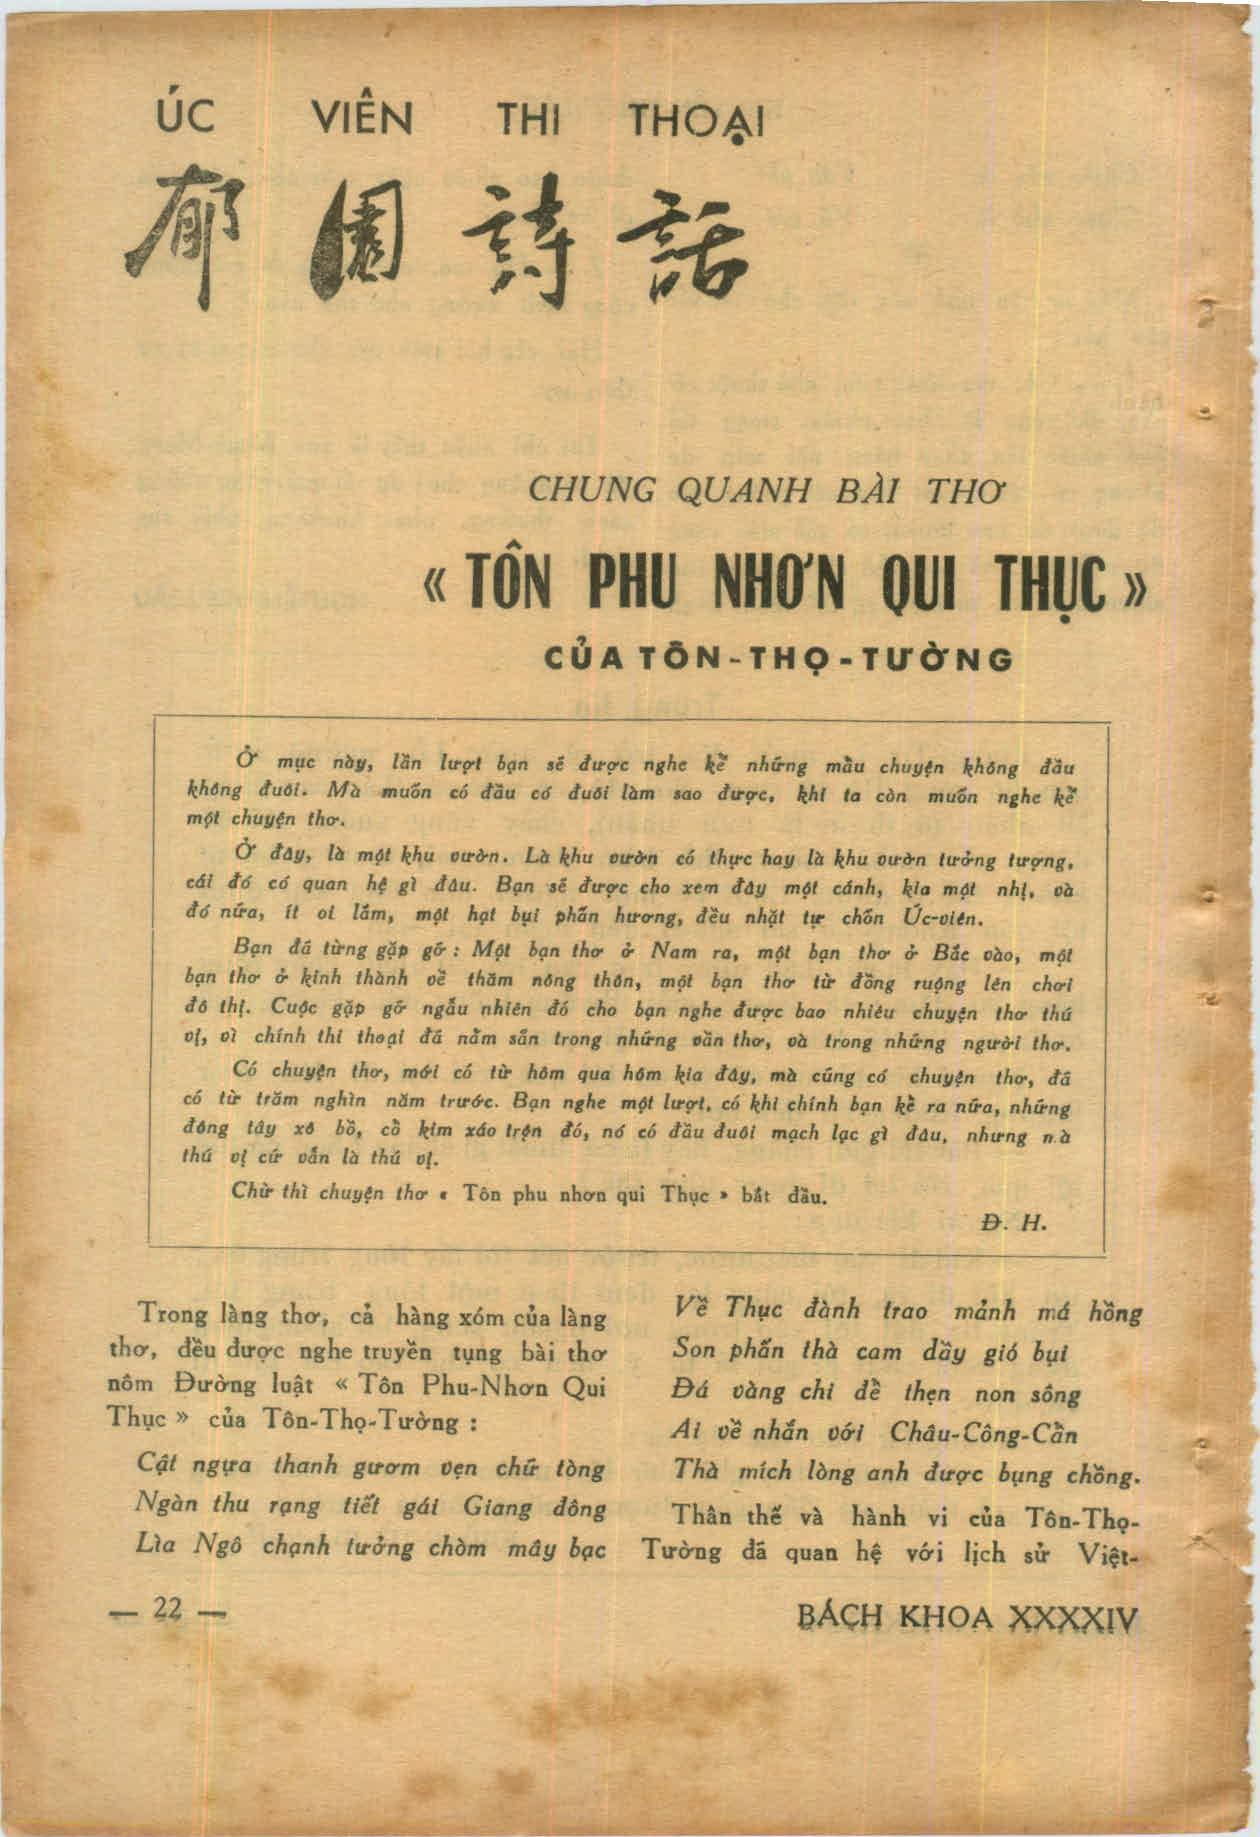 ÚC VIÊN THI THOẠI
郁園詩話
CHUNG QUANH BÀI THƠ
« TÔN PHU NHƠN QUI THỤC »
CỦA TÔN-THỌ-TƯỜNG
Ở mục này, lần lượt bạn sẽ được nghe kể những mẩu chuyện không đầu
không đuôi. Mà muốn có đầu có đuôi làm sao được, khi ta còn muốn nghe kể
một chuyện thơ.
Ở đây, là một khu vườn. Là khu vườn có thực hay là khu vườn tưởng tượng,
cái đó có quan hệ gì đâu. Bạn sẽ được cho xem đây một cánh, kia một nhị, và
đó nữa, ít oi lắm, một hạt bụi phấn hương, đều nhặt tự chốn Úc-viên.
Bạn đã từng gặp gỡ : Một bạn thơ ở Nam ra, một bạn thơ ở Bắc vào, một
bạn thơ ở kinh thành về thăm nông thôn, một bạn thơ từ đồng ruộng lên chơi
đô thị. Cuộc gặp gỡ ngẫu nhiên đó cho bạn nghe được bao nhiêu chuyện thơ thú
vị, vì chính thi thoại đã nằm sẵn trong những vần thơ, và trong những người thơ.
Có chuyện thơ, mới có từ hôm qua hôm kia đây, mà cũng có chuyện thơ, đã
có từ trăm nghìn năm trước. Bạn nghe một lượt, có khi chính bạn kể ra nữa, những
đông tây xô bồ, cổ kim xáo trộn đó, nó có đầu đuôi mạch lạc gì đâu, nhưng mà
thú vị cứ vẫn là thú vị.
Chừ thì chuyện thơ « Tôn phu nhơn qui Thục » bắt đầu.
Đ. H.
Trong làng thơ, cả hàng xóm của làng
thơ, đều được nghe truyền tụng bài thơ
nôm Đường luật « Tôn Phu-Nhơn Qui
Thục » của Tôn-Thọ-Tường :
Cật ngựa thanh gươm vẹn chữ tòng
Ngàn thu rạng tiết gái Giang đông
Lìa Ngô chạnh tưởng chòm mây bạc
Về Thục đành trao mảnh má hồng
Son phấn thà cam dầy gió bụi
Đá vàng chi để thẹn non sông
Ai về nhắn với Châu-Công-Cẩn
Thà mích lòng anh được bụng chồng.
Thân thế và hành vi của Tôn-Thọ-
Tường đã quan hệ với lịch sử Việt-
— 22 —
BÁCH KHOA XXXXIV